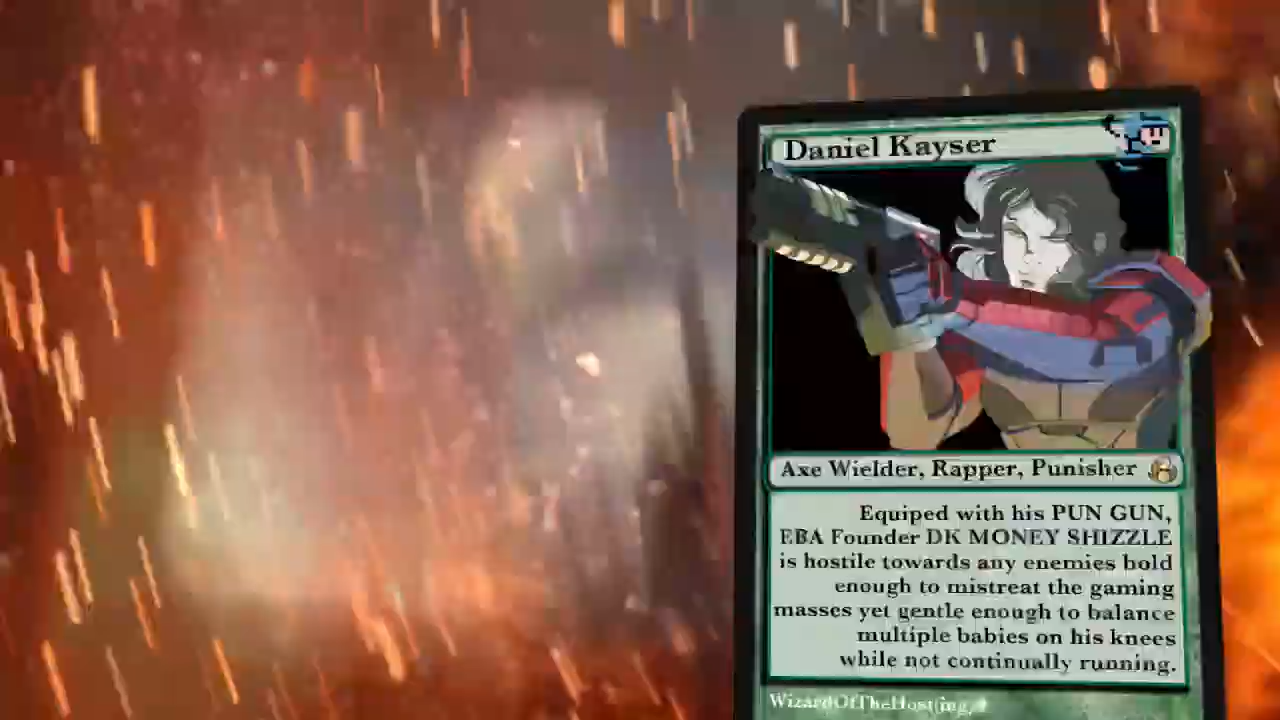 Daniel Kayser
Axe Wielder, Rapper, Punisher
Equiped with his PUN GUN,
EBA Founder DK MONEY SHIZZLE
is hostile towards any enemies bold
enough to mistreat the gaming
masses yet gentle enough to balance
multiple babies on his knees
while not continually running.
WizardOfTheHosting,